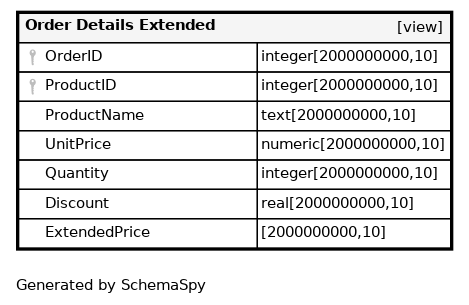 Order Details Extended [view]
OrderID integer[2000000000,10]
ProductID integer[2000000000,10]
ProductName text[2000000000,10]
UnitPrice numeric[2000000000,10]
Quantity integer[2000000000,10]
Discount real[2000000000,10]
ExtendedPrice [2000000000,10]
Generated by SchemaSpy